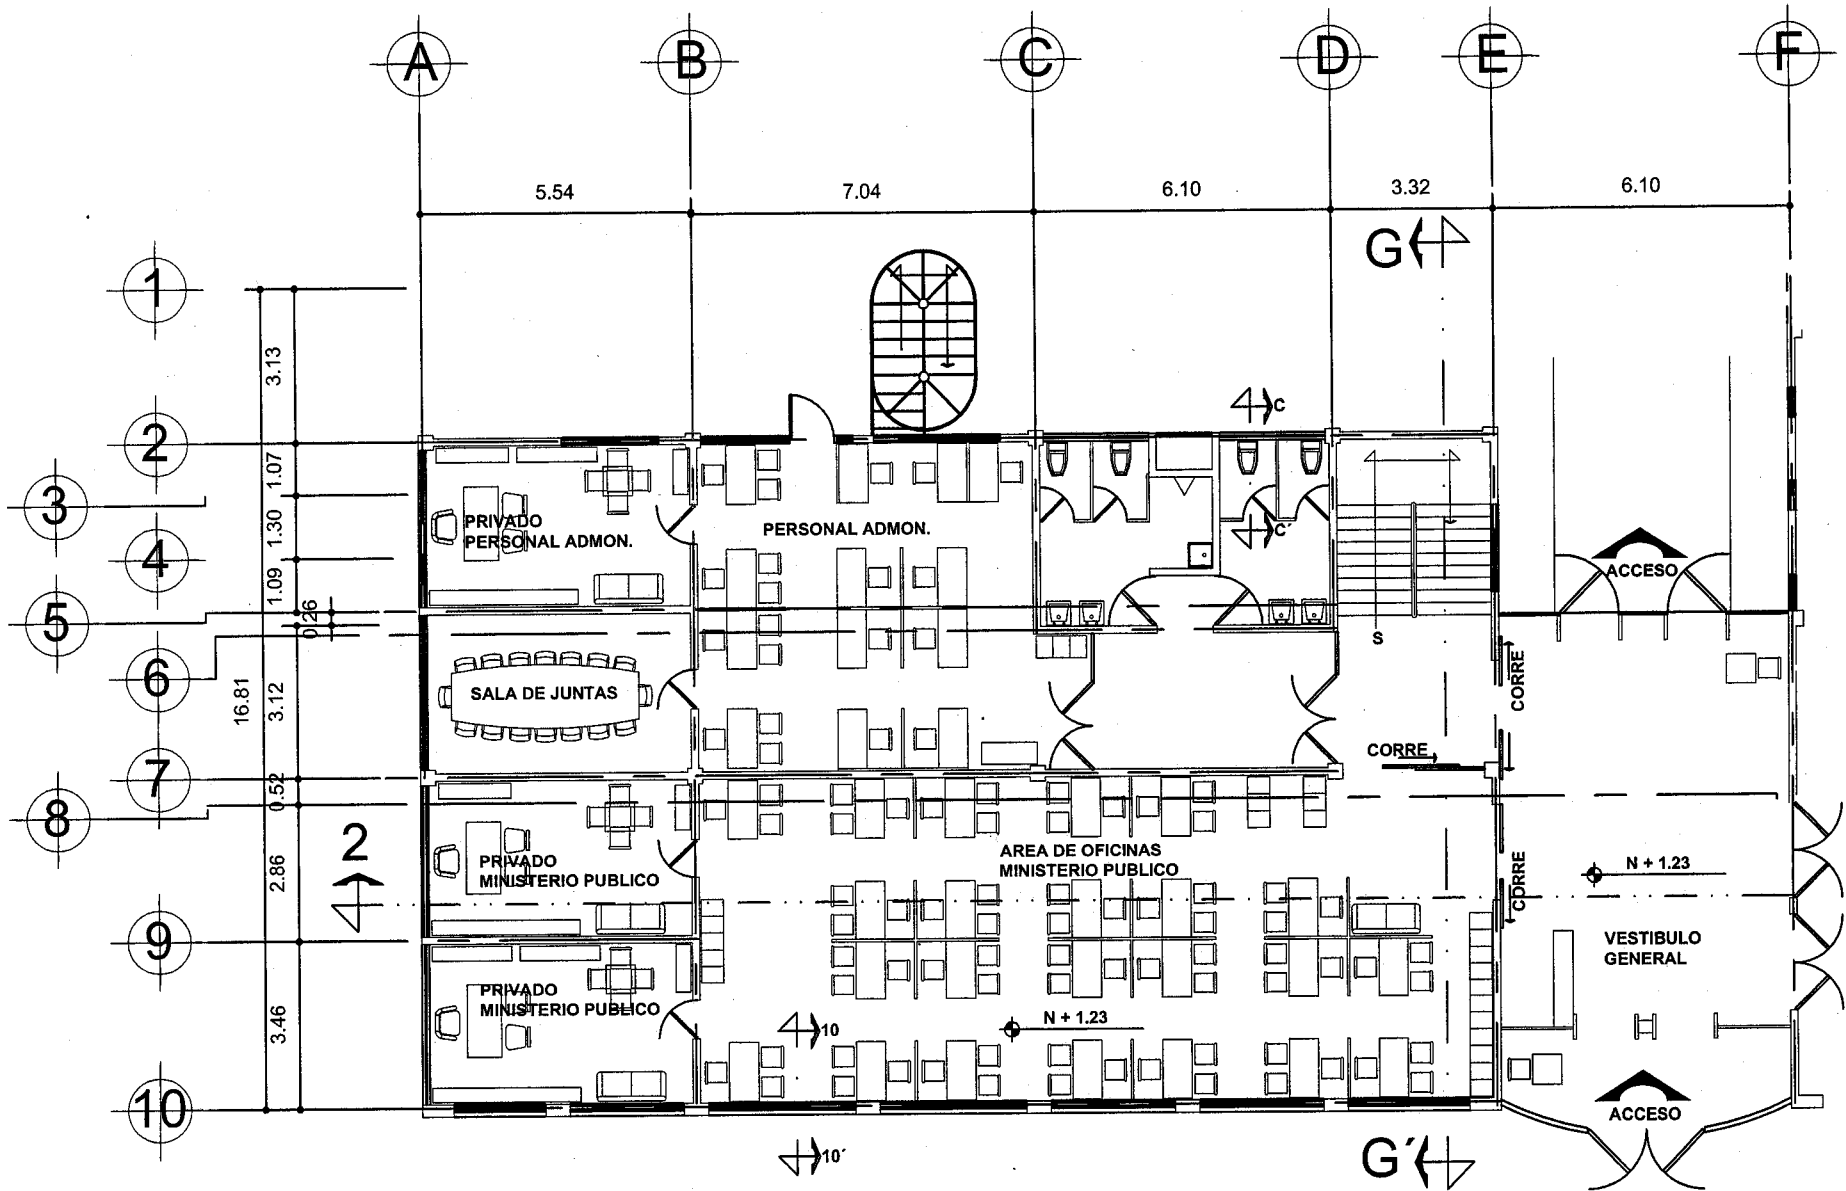 A B C D E F
5.54 7.04 6.10 3.32 6.10
G
1
3.13
2
C
1.07
3
1.30
PRIVADO
PERSONAL ADMON.
PERSONAL ADMON.
C´
4
1.09
ACCESO
5
0.26
S
6
16.81
3.12
SALA DE JUNTAS
CORRE
CORRE
7
0.52
8
2
2.86
PRIVADO
MINISTERIO PUBLICO
AREA DE OFICINAS
MINISTERIO PUBLICO
CORRE
N + 1.23
9
VESTIBULO
GENERAL
3.46
PRIVADO
MINISTERIO PUBLICO
10
N + 1.23
10
ACCESO
10´
G´